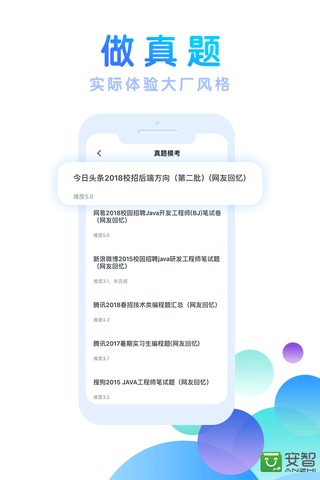 做真题
实际体验大厂风格
真题模考
今日头条2018校招后端方向（第二批）(网友回忆)
难度5.0
网易2018校园招聘Java开发工程师(BJ)笔试卷
(网友回忆)
难度5.0
新浪微博2015校园招聘java研发工程师笔试题
(网友回忆)
难度3.1，未完成
腾讯2018春招技术类编程题汇总（网友回忆）
难度4.2
腾讯2017暑期实习生编程题(网友回忆)
难度3.7
搜狗2015 JAVA工程师笔试题（网友回忆）
难度3.1
安智
ANZHI